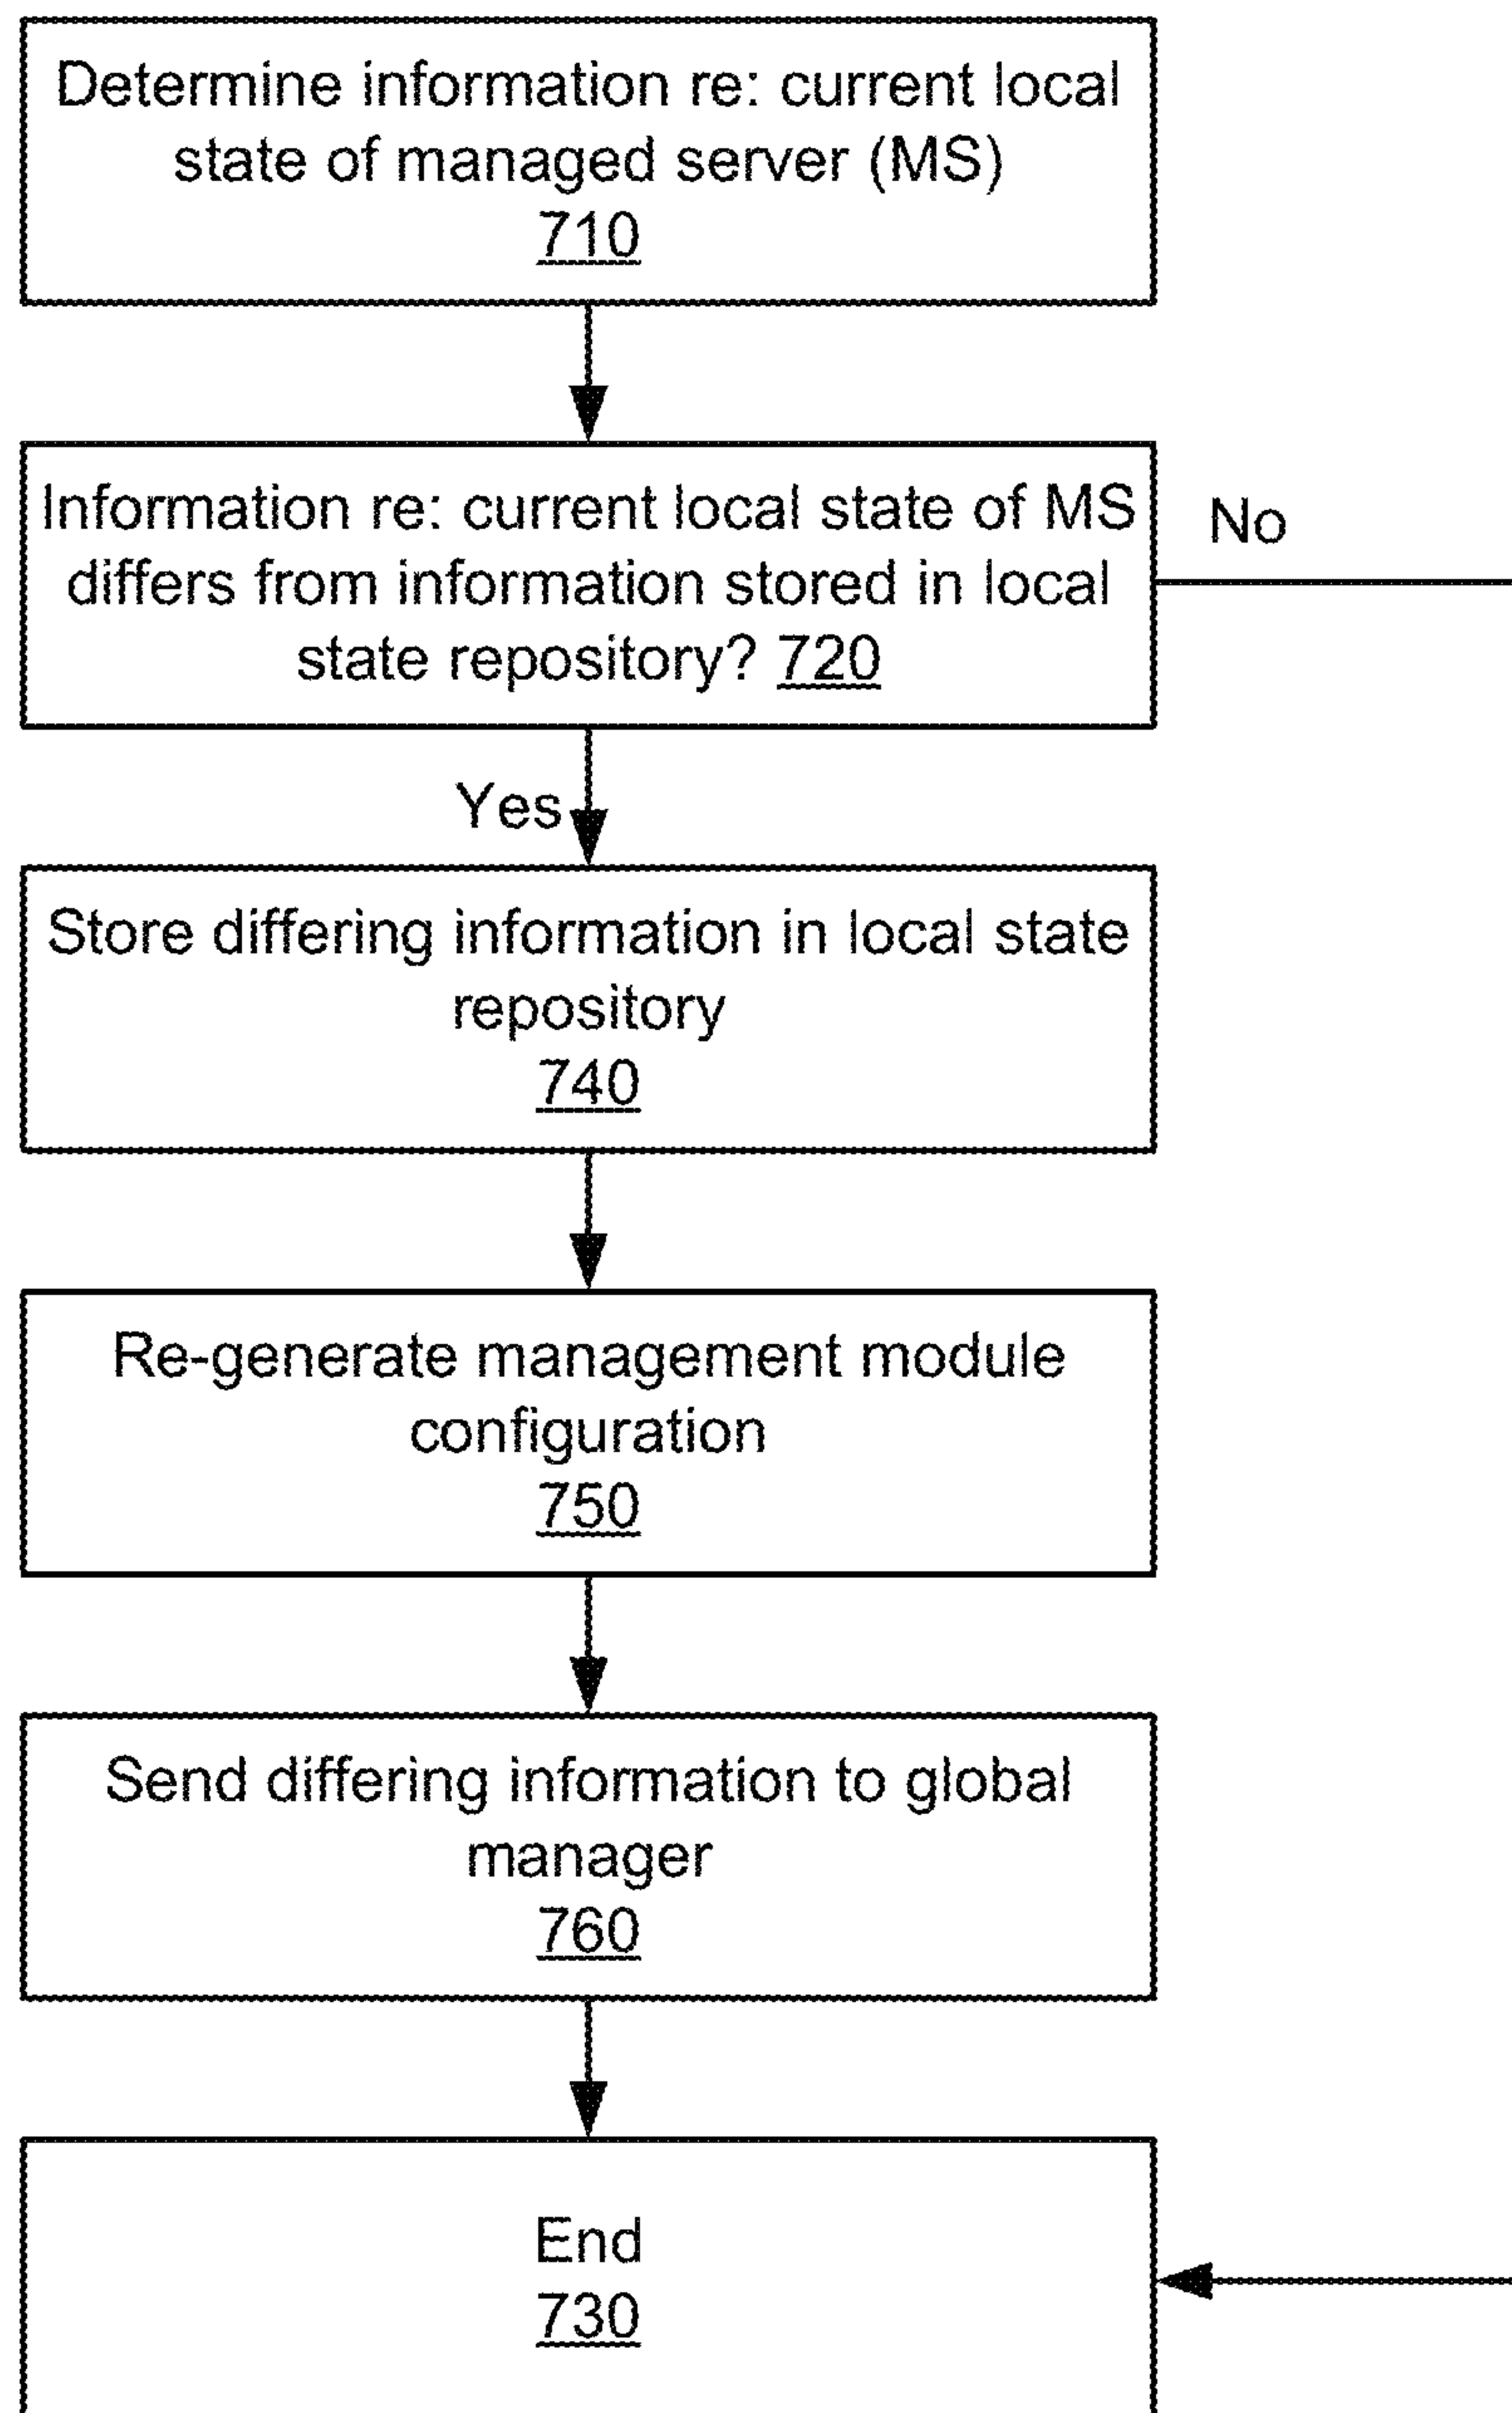 Determine information re: current local
state of managed server (MS)
710
Information re: current local state of MS
differs from information stored in local
state repository? 720
No
Yes
Store differing information in local state
repository
740
Re-generate management module
configuration
750
Send differing information to global
manager
760
End
730